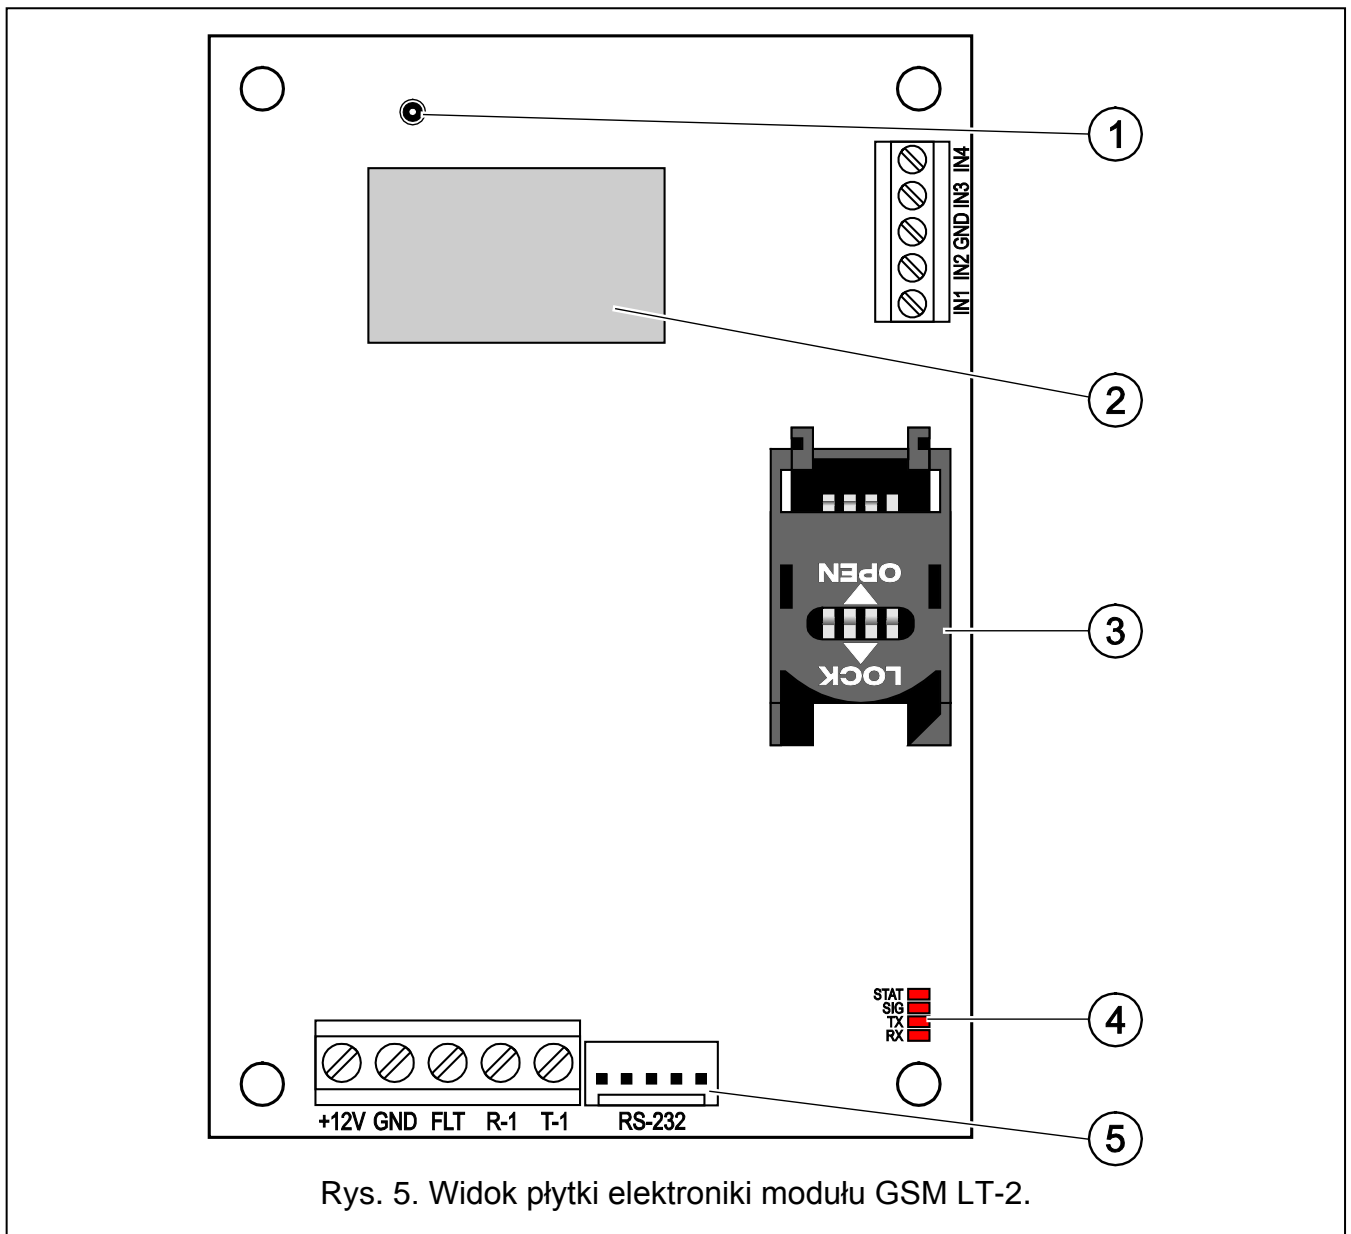 1
IN4
IN3
GND
IN2
IN1
2
OPEN
LOCK
3
STAT
SIG
TX
RX
4
+12V GND FLT R-1 T-1
RS-232
5
Rys. 5. Widok płytki elektroniki modułu GSM LT-2.